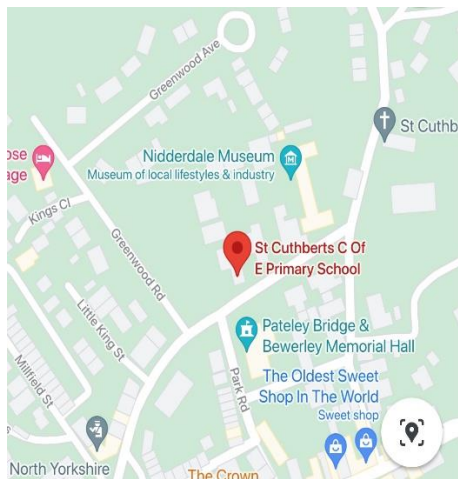 Greenwood Ave
St Cuthb
ose
age
Nidderdale Museum
Museum of local lifestyles & industry
Kings Cl
Greenwood Rd
St Cuthberts C Of
E Primary School
Little King St
Pateley Bridge &
Bewerley Memorial Hall
Millfield St
Park Rd
The Oldest Sweet
Shop In The World
Sweet shop
North Yorkshire
The Crown